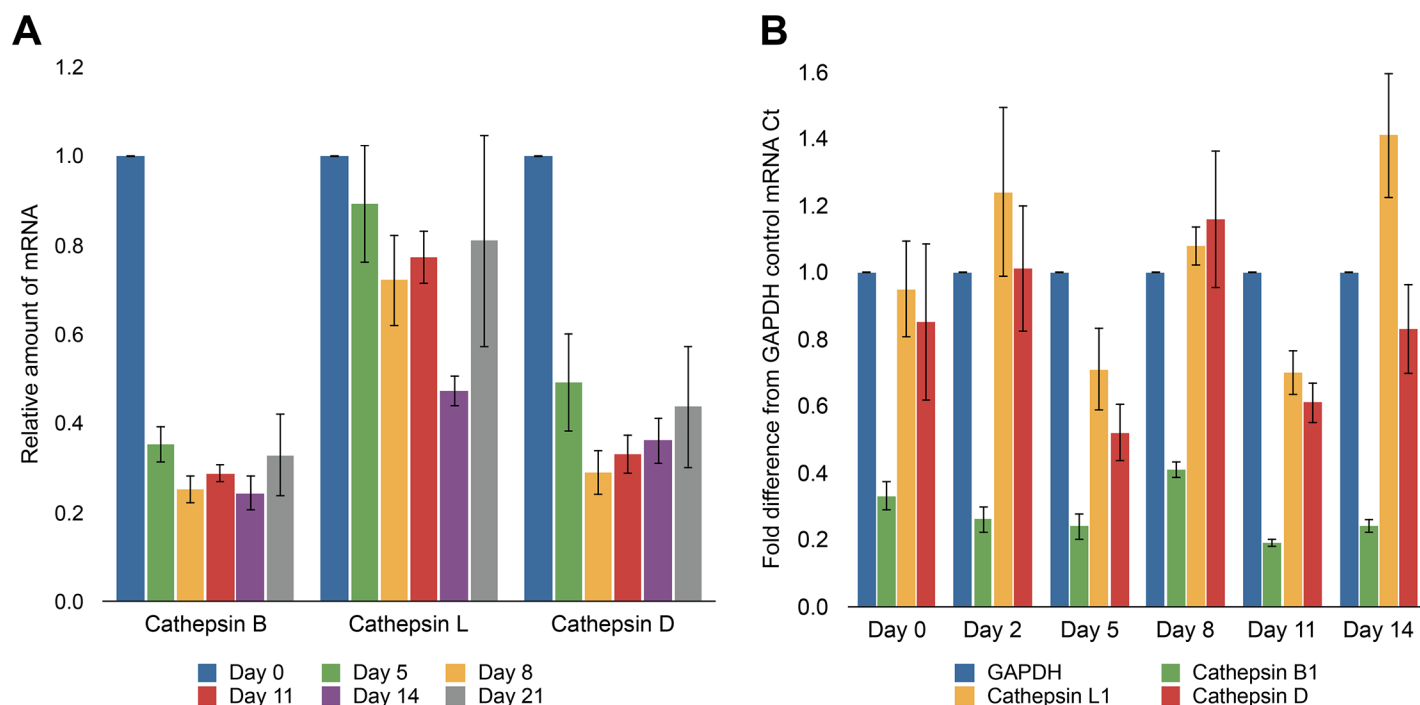 A
Relative amount of mRNA
1.2
1.0
0.8
0.6
0.4
0.2
0.0
Cathepsin B Cathepsin L Cathepsin D
Day 0 Day 5 Day 8
Day 11 Day 14 Day 21
B
Fold difference from GAPDH control mRNA Ct
1.6
1.4
1.2
1.0
0.8
0.6
0.4
0.2
0.0
Day 0 Day 2 Day 5 Day 8 Day 11 Day 14
GAPDH Cathepsin B1
Cathepsin L1 Cathepsin D